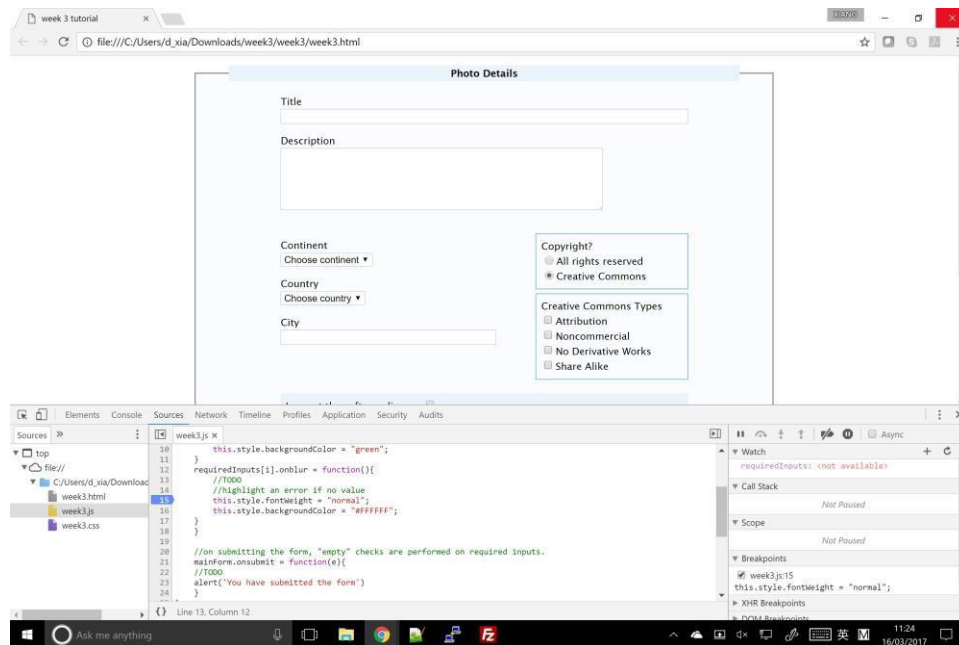 week 3 tutorial
XIANG
file:///C:/Users/d_xia/Downloads/week3/week3/week3.html
Photo Details
Title
Description
Continent
Choose continent
Country
Choose country
City
Copyright?
All rights reserved
Creative Commons
Creative Commons Types
Attribution
Noncommercial
No Derivative Works
Share Alike
Elements Console Sources Network Timeline Profiles Application Security Audits
Sources
top
file://
C:/Users/d_xia/Download
week3.html
week3.js
week3.css
week3.js
10 this.style.backgroundColor = "green";
11 }
12 requiredInputs[i].onblur = function(){
13 //TODO
14 //highlight an error if no value
15 this.style.fontWeight = "normal";
16 this.style.backgroundColor = "#FFFFFF";
17 }
18 }
19
20 //on submitting the form, "empty" checks are performed on required inputs.
21 mainForm.onsubmit = function(e){
22 //TODO
23 alert('You have submitted the form')
24 }
{} Line 13, Column 12
Async
Watch
requiredInputs: <not available>
Call Stack
Not Paused
Scope
Not Paused
Breakpoints
week3.js:15
this.style.fontWeight = "normal";
XHR Breakpoints
DOM Breakpoints
Ask me anything
英
M
11:24
16/03/2017